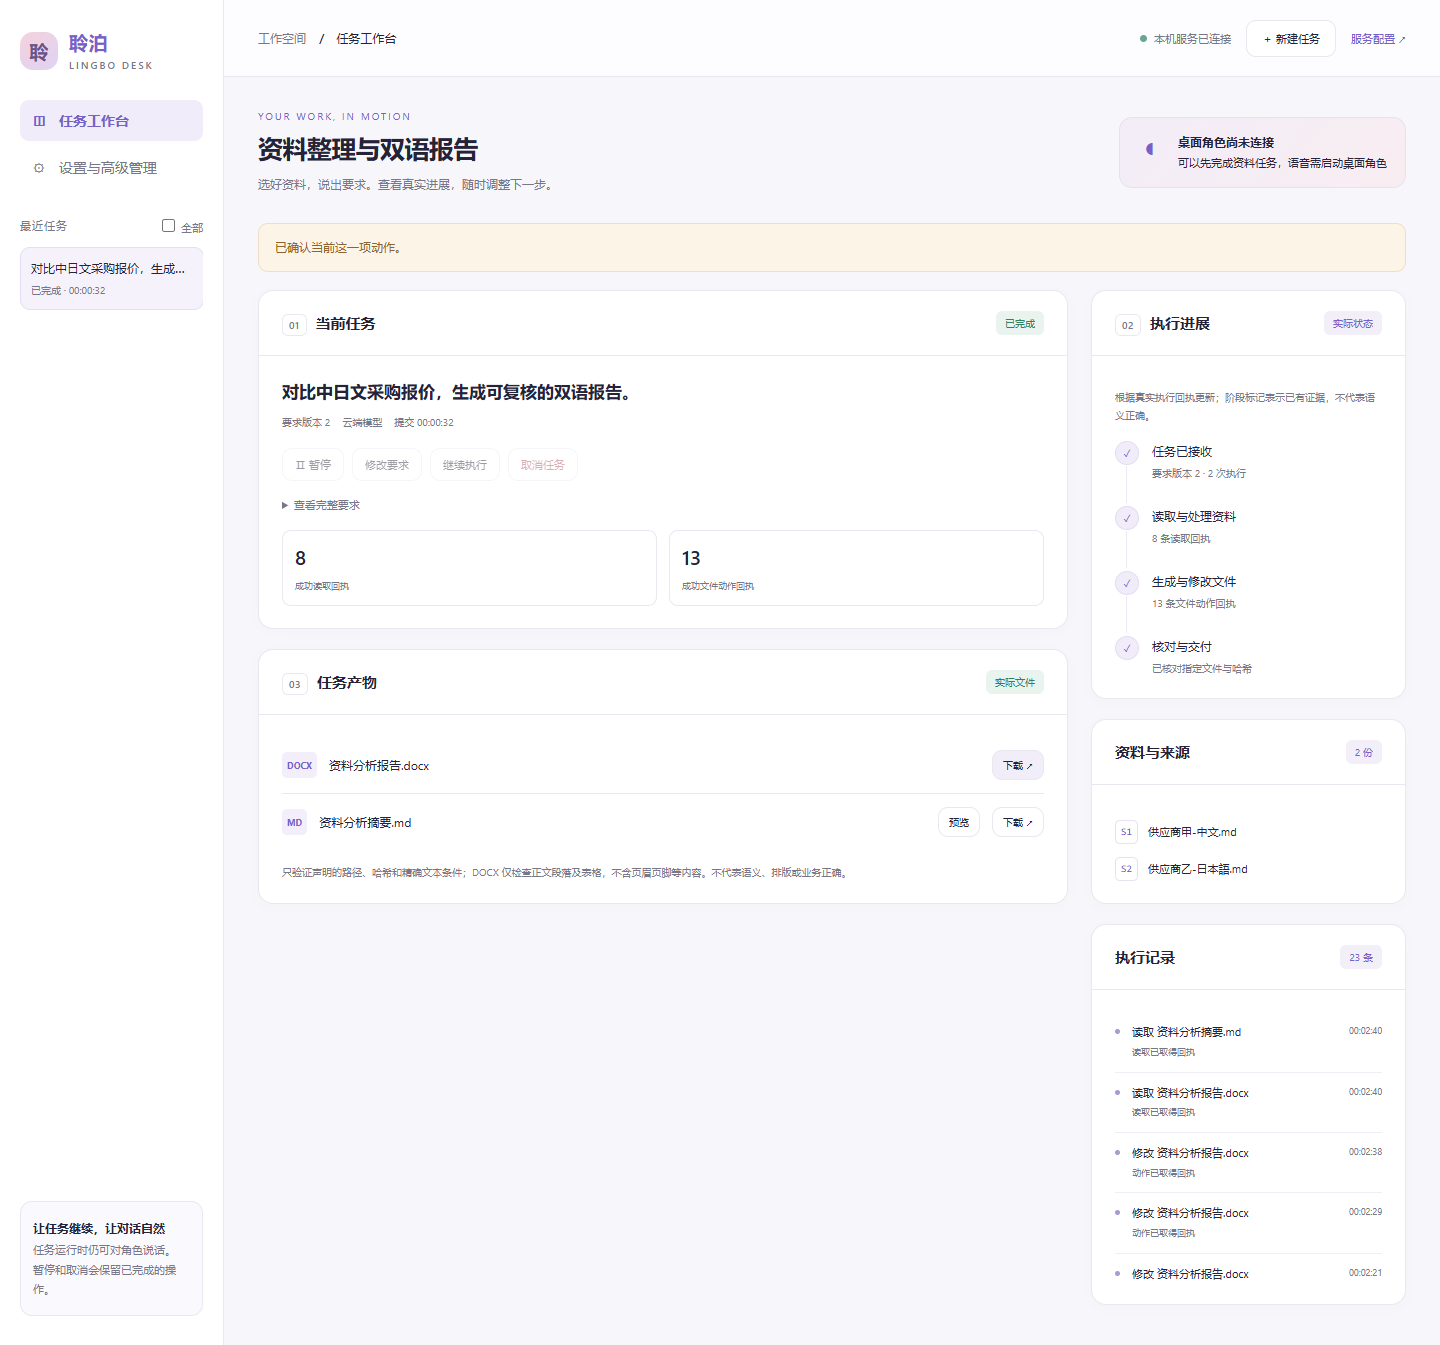 聆
聆泊
LINGBO DESK
任务工作台
设置与高级管理
最近任务
全部
对比中日文采购报价，生成...
已完成 · 00:00:32
让任务继续，让对话自然
任务运行时仍可对角色说话。
暂停和取消会保留已完成的操
作。
工作空间 / 任务工作台
本机服务已连接
+ 新建任务
服务配置 ↗
YOUR WORK, IN MOTION
资料整理与双语报告
选好资料，说出要求。查看真实进展，随时调整下一步。
桌面角色尚未连接
可以先完成资料任务，语音需启动桌面角色
已确认当前这一项动作。
01 当前任务
已完成
对比中日文采购报价，生成可复核的双语报告。
要求版本 2 云端模型 提交 00:00:32
暂停
修改要求
继续执行
取消任务
▶ 查看完整要求
8
成功读取回执
13
成功文件动作回执
03 任务产物
实际文件
DOCX 资料分析报告.docx
下载 ↗
MD 资料分析摘要.md
预览
下载 ↗
只验证声明的路径、哈希和精确文本条件；DOCX 仅检查正文段落及表格，不含页眉页脚等内容。不代表语义、排版或业务正确。
02 执行进展
实际状态
根据真实执行回执更新；阶段标记表示已有证据，不代表语
义正确。
✓ 任务已接收
要求版本 2 · 2 次执行
✓ 读取与处理资料
8 条读取回执
✓ 生成与修改文件
13 条文件动作回执
✓ 核对与交付
已核对指定文件与哈希
资料与来源
2 份
S1 供应商甲-中文.md
S2 供应商乙-日本語.md
执行记录
23 条
读取 资料分析摘要.md 00:02:40
读取已取得回执
读取 资料分析报告.docx 00:02:40
读取已取得回执
修改 资料分析报告.docx 00:02:38
动作已取得回执
修改 资料分析报告.docx 00:02:29
动作已取得回执
修改 资料分析报告.docx 00:02:21